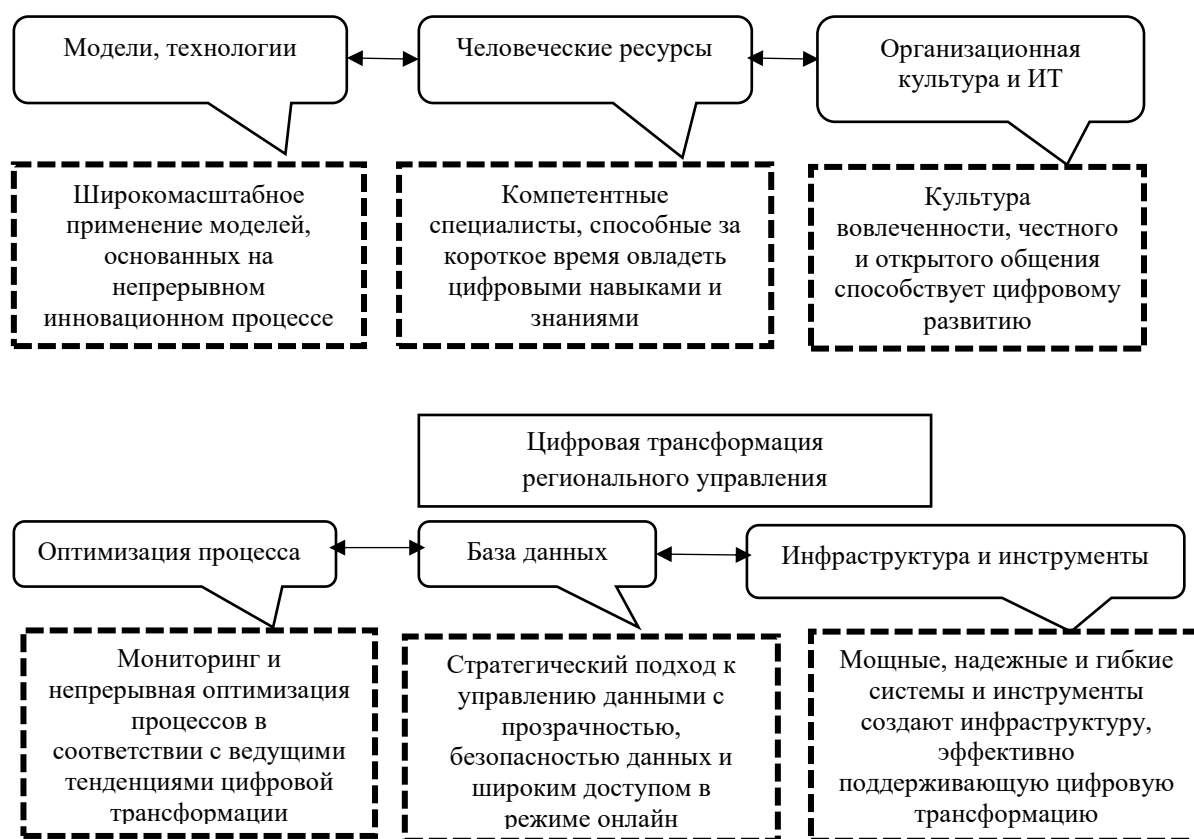 Модели, технологии
Человеческие ресурсы
Организационная
культура и ИТ
Широкомасштабное
применение моделей,
основанных на
непрерывном
инновационном процессе
Компетентные
специалисты, способные за
короткое время овладеть
цифровыми навыками и
знаниями
Культура
вовлеченности, честного
и открытого общения
способствует цифровому
развитию
Цифровая трансформация
регионального управления
Оптимизация процесса
База данных
Инфраструктура и инструменты
Мониторинг и
непрерывная оптимизация
процессов в
соответствии с ведущими
тенденциями цифровой
трансформации
Стратегический подход к
управлению данными с
прозрачностью,
безопасностью данных и
широким доступом в
режиме онлайн
Мощные, надежные и гибкие
системы и инструменты
создают инфраструктуру,
эффективно
поддерживающую цифровую
трансформацию